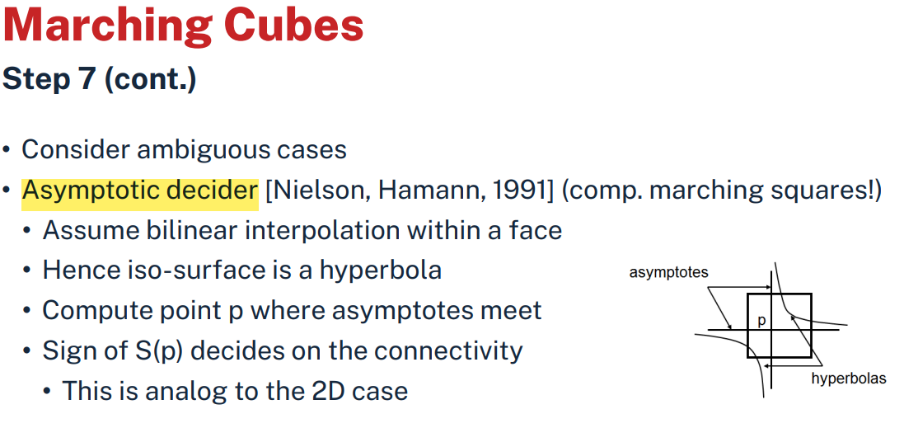 Marching Cubes
Step 7 (cont.)
• Consider ambiguous cases
• Asymptotic decider [Nielson, Hamann, 1991] (comp. marching squares!)
• Assume bilinear interpolation within a face
• Hence iso-surface is a hyperbola
• Compute point p where asymptotes meet
• Sign of S(p) decides on the connectivity
• This is analog to the 2D case
asymptotes
p
hyperbolas